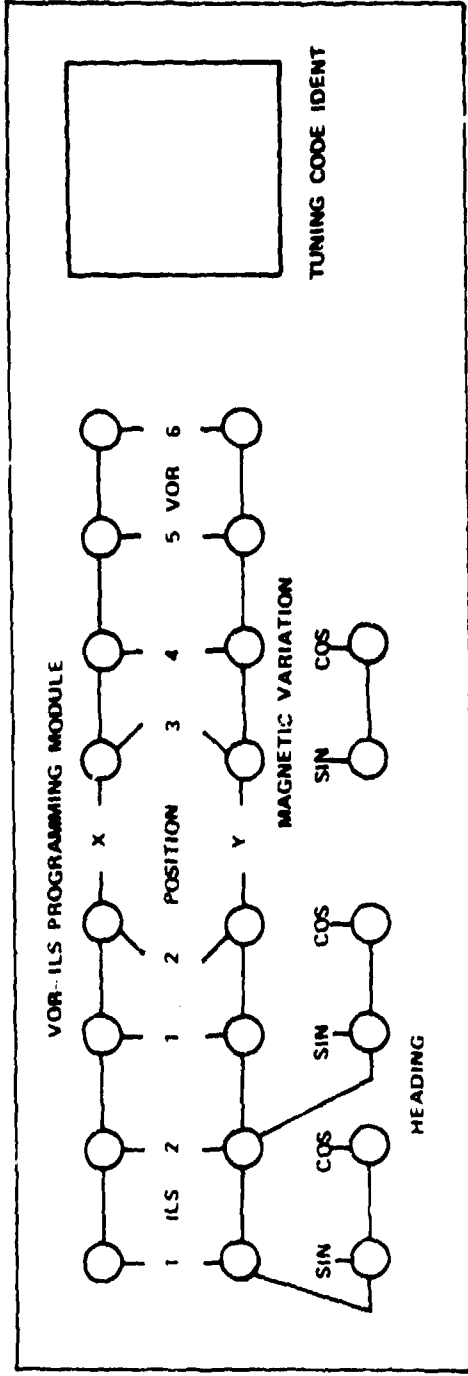 VOR-ILS PROGRAMMING MODULE
X
1 ILS 2 1 2 POSITION 3 4 5 VOR 6
Y
MAGNETIC VARIATION
SIN COS SIN COS SIN COS
HEADING
TUNING CODE IDENT